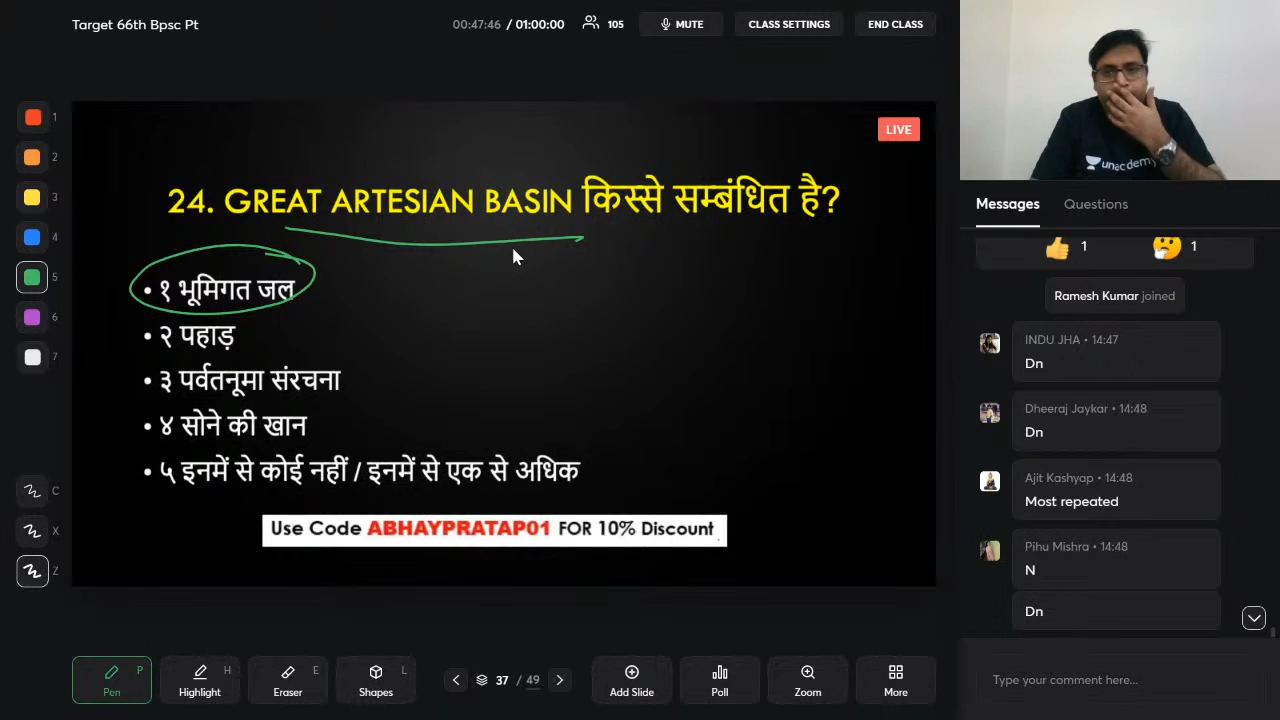 Target 66th Bpsc Pt
00:47:46 / 01:00:00
105
MUTE
CLASS SETTINGS
END CLASS
1
2
3
4
5
6
7
C
X
Z
LIVE
24. GREAT ARTESIAN BASIN किस्से सम्बंधित है?
• १ भूमिगत जल
• २ पहाड़
• ३ पर्वतनूमा संरचना
• ४ सोने की खान
• ५ इनमें से कोई नहीं / इनमें से एक से अधिक
Use Code ABHAYPRATAP01 FOR 10% Discount .
unacademy
Messages
Questions
1
1
Ramesh Kumar joined
INDU JHA • 14:47
Dn
Dheeraj Jaykar • 14:48
Dn
Ajit Kashyap • 14:48
Most repeated
Pihu Mishra • 14:48
N
Dn
Type your comment here...
P
Pen
H
Highlight
E
Eraser
L
Shapes
37 / 49
Add Slide
Poll
Zoom
More